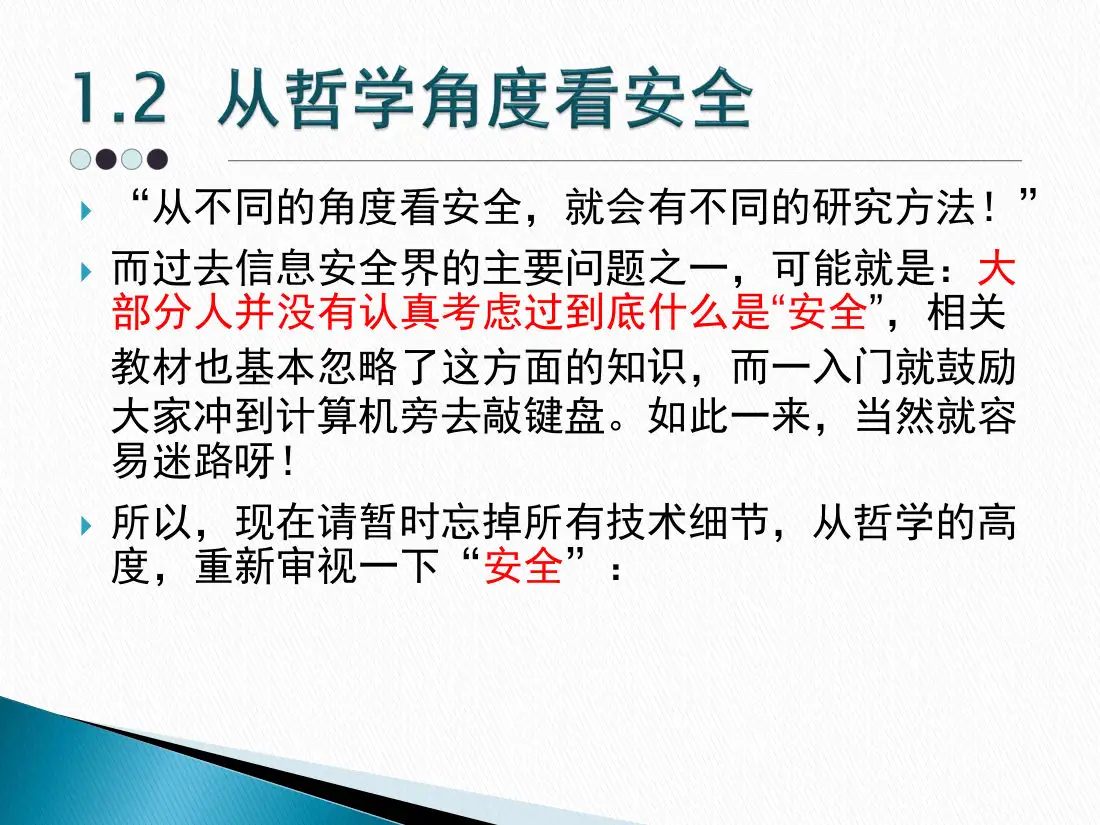 1.2 从哲学角度看安全
“从不同的角度看安全，就会有不同的研究方法！”
而过去信息安全界的主要问题之一，可能就是：大
部分人并没有认真考虑过到底什么是“安全”，相关
教材也基本忽略了这方面的知识，而一入门就鼓励
大家冲到计算机旁去敲键盘。如此一来，当然就容
易迷路呀！
所以，现在请暂时忘掉所有技术细节，从哲学的高
度，重新审视一下“安全”：